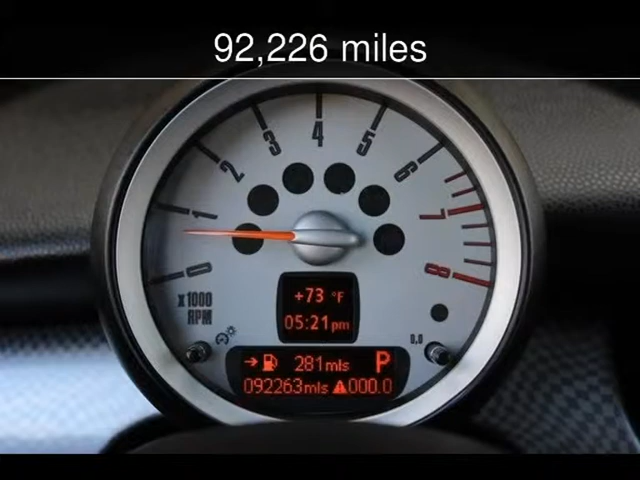 92,226 miles
0 1 2 3 4 5 6 7 8
x1000
RPM
+73 °F
05:21pm
0,0
→ 281mls P
092263mls 000.0